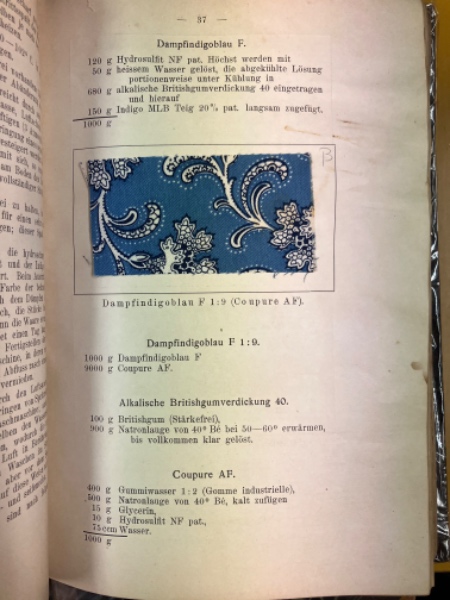 — 37 —
Dampfindigoblau F.
120 g Hydrosulfit NF pat. Höchst werden mit
50 g heissem Wasser gelöst, die abgekühlte Lösung
portionenweise unter Kühlung in
680 g alkalische Britishgumverdickung 40 eingetragen
und hierauf
150 g Indigo MLB Teig 20% pat. langsam zugefügt.
1000 g
Dampfindigoblau F 1:9 (Coupure AF).
Dampfindigoblau F 1:9.
1000 g Dampfindigoblau F
9000 g Coupure AF.
Alkalische Britishgumverdickung 40.
100 g Britishgum (Stärkefrei),
900 g Natronlauge von 40° Bé bei 50—60° erwärmen,
bis vollkommen klar gelöst.
Coupure AF.
400 g Gummiwasser 1:2 (Gomme industrielle),
500 g Natronlauge von 40° Bé, kalt zufügen
15 g Glycerin,
10 g Hydrosulfit NF pat.,
75 ccm Wasser.
1000 g